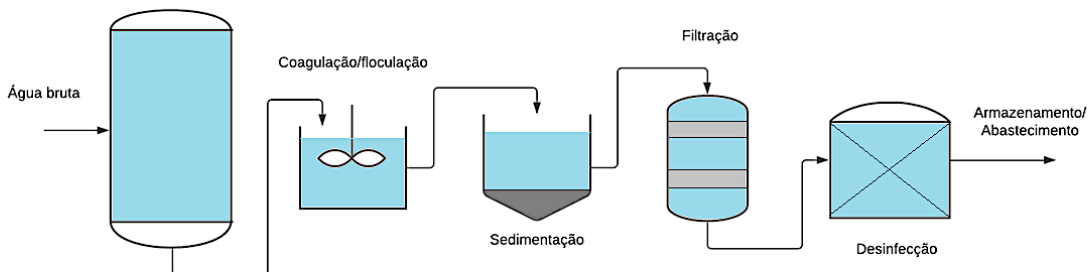 Água bruta
Coagulação/floculação
Sedimentação
Filtração
Desinfecção
Armazenamento/
Abastecimento